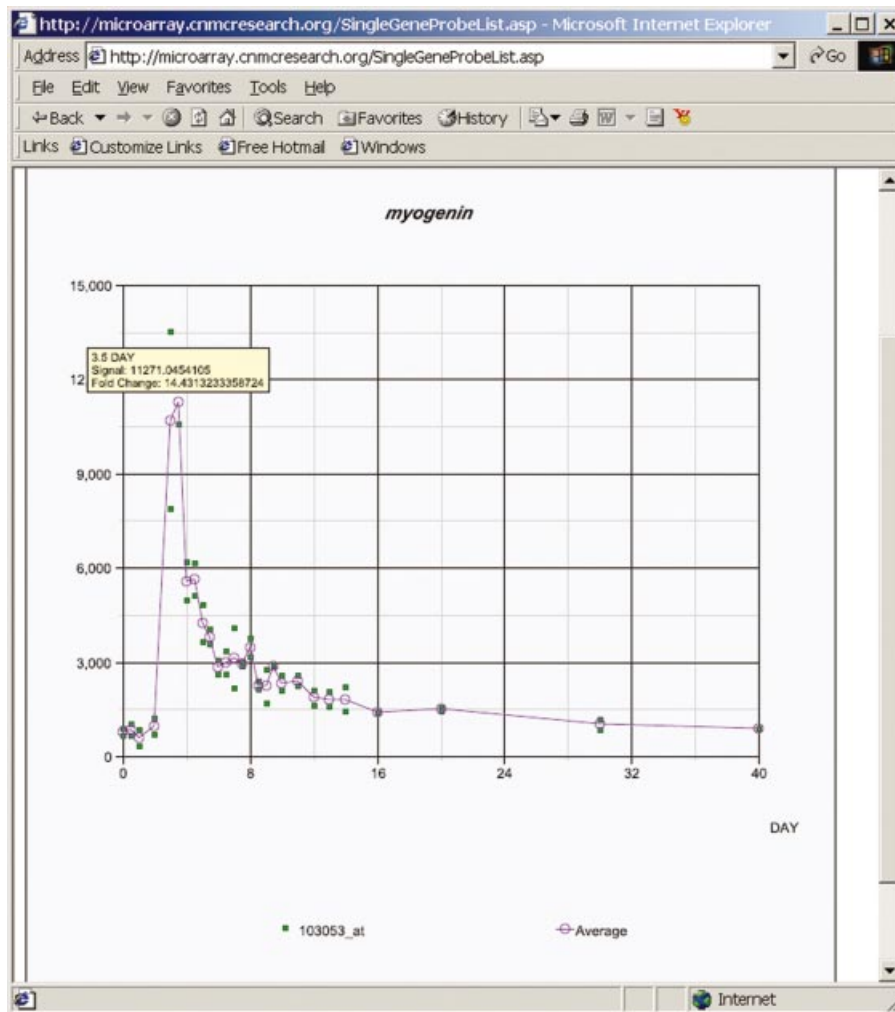 http://microarray.cnmcresearch.org/SingleGeneProbeList.asp - Microsoft Internet Explorer
Address http://microarray.cnmcresearch.org/SingleGeneProbeList.asp Go
File Edit View Favorites Tools Help
Back Search Favorites History
Links Customize Links Free Hotmail Windows
myogenin
15,000
3.5 DAY
Signal: 11271.0454105
12
Fold Change: 14.4313233358724
9,000
6,000
3,000
0
0 8 16 24 32 40
DAY
103053_at Average
Internet